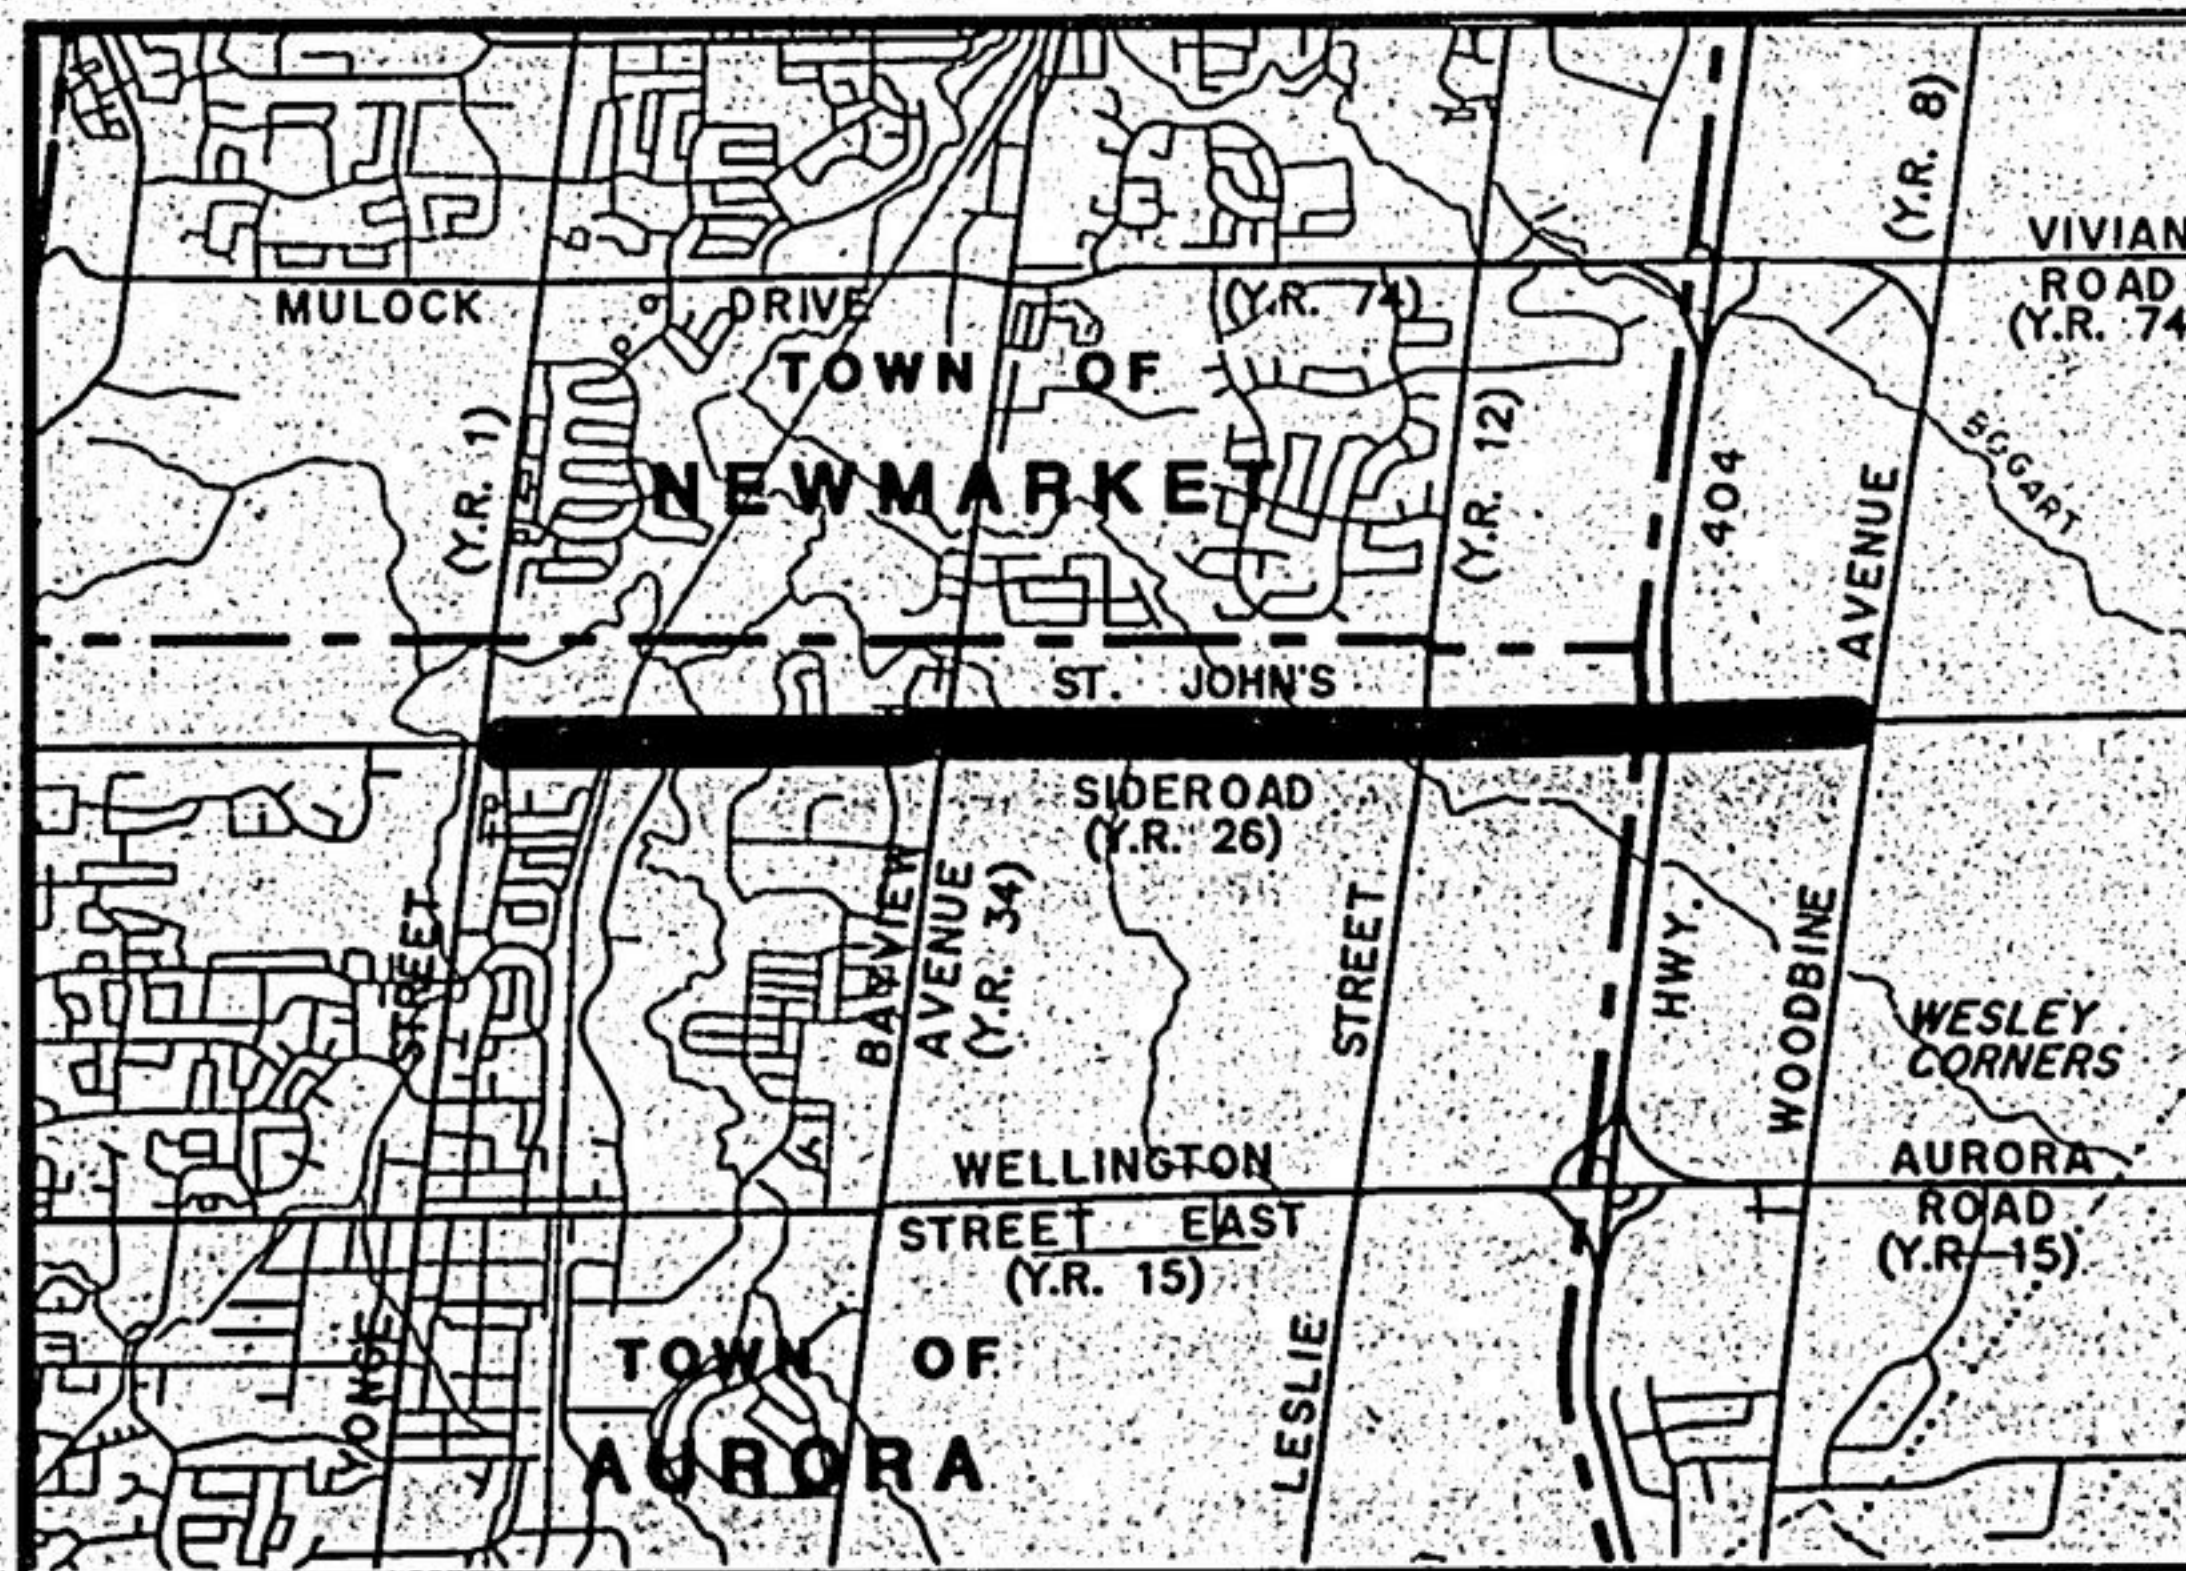 (Y.R. 8)
VIVIAN
ROAD
(Y.R. 74
MULOCK DRIVE (Y.R. 74)
TOWN OF
NEWMARKET
(Y.R. 1)
(Y.R. 12)
404
AVENUE
BOGART
ST. JOHN'S
SIDEROAD
(Y.R. 26)
STREET
BAYVIEW
AVENUE
(Y.R. 34)
STREET
HWY.
WOODBINE
WESLEY
CORNERS
WELLINGTON
STREET EAST
(Y.R. 15)
AURORA
ROAD
(Y.R. 15)
YONGE
TOWN OF
AURORA
LESLIE